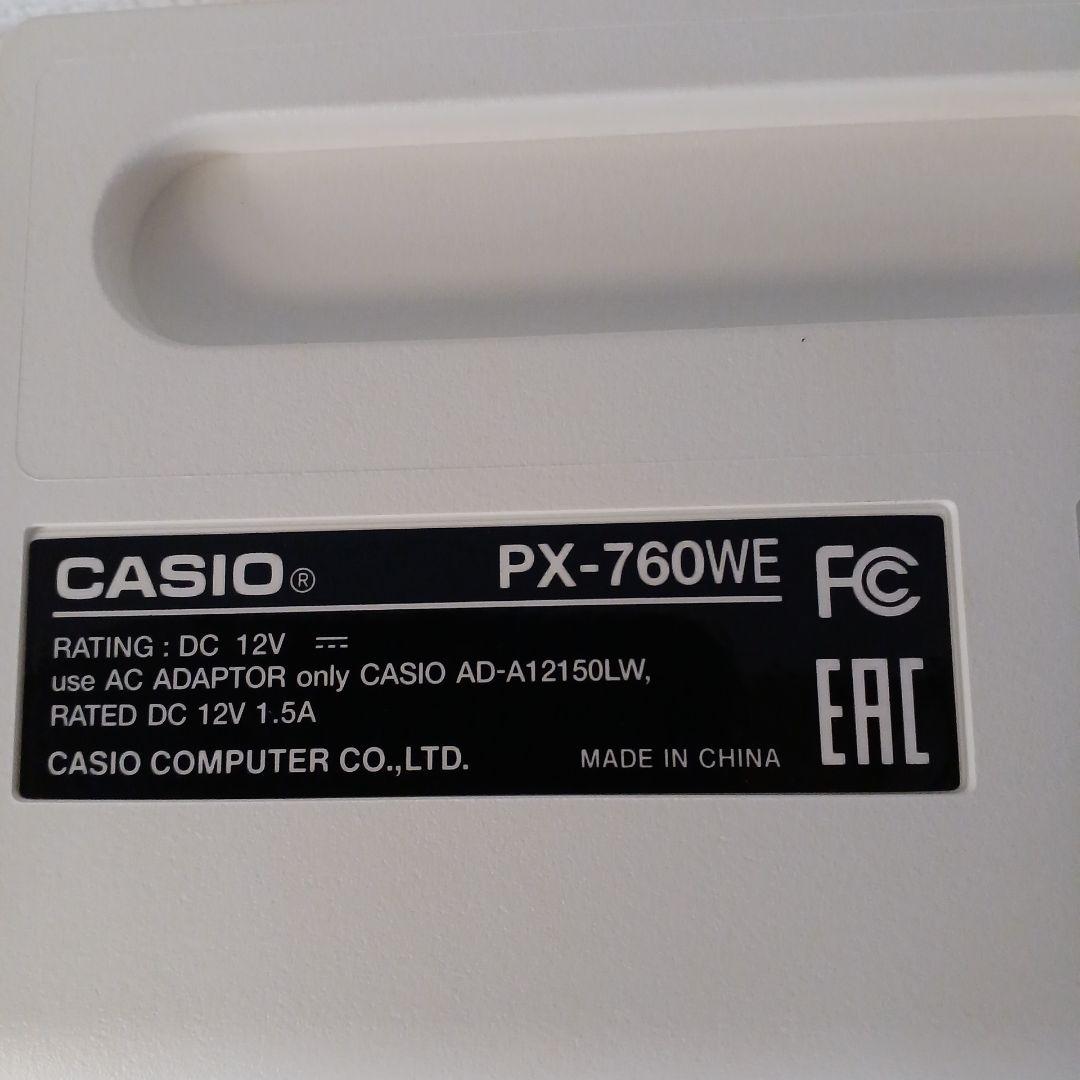 CASIO® PX-760WE
FC
RATING : DC 12V ⎓
use AC ADAPTOR only CASIO AD-A12150LW,
RATED DC 12V 1.5A
EAC
CASIO COMPUTER CO.,LTD. MADE IN CHINA